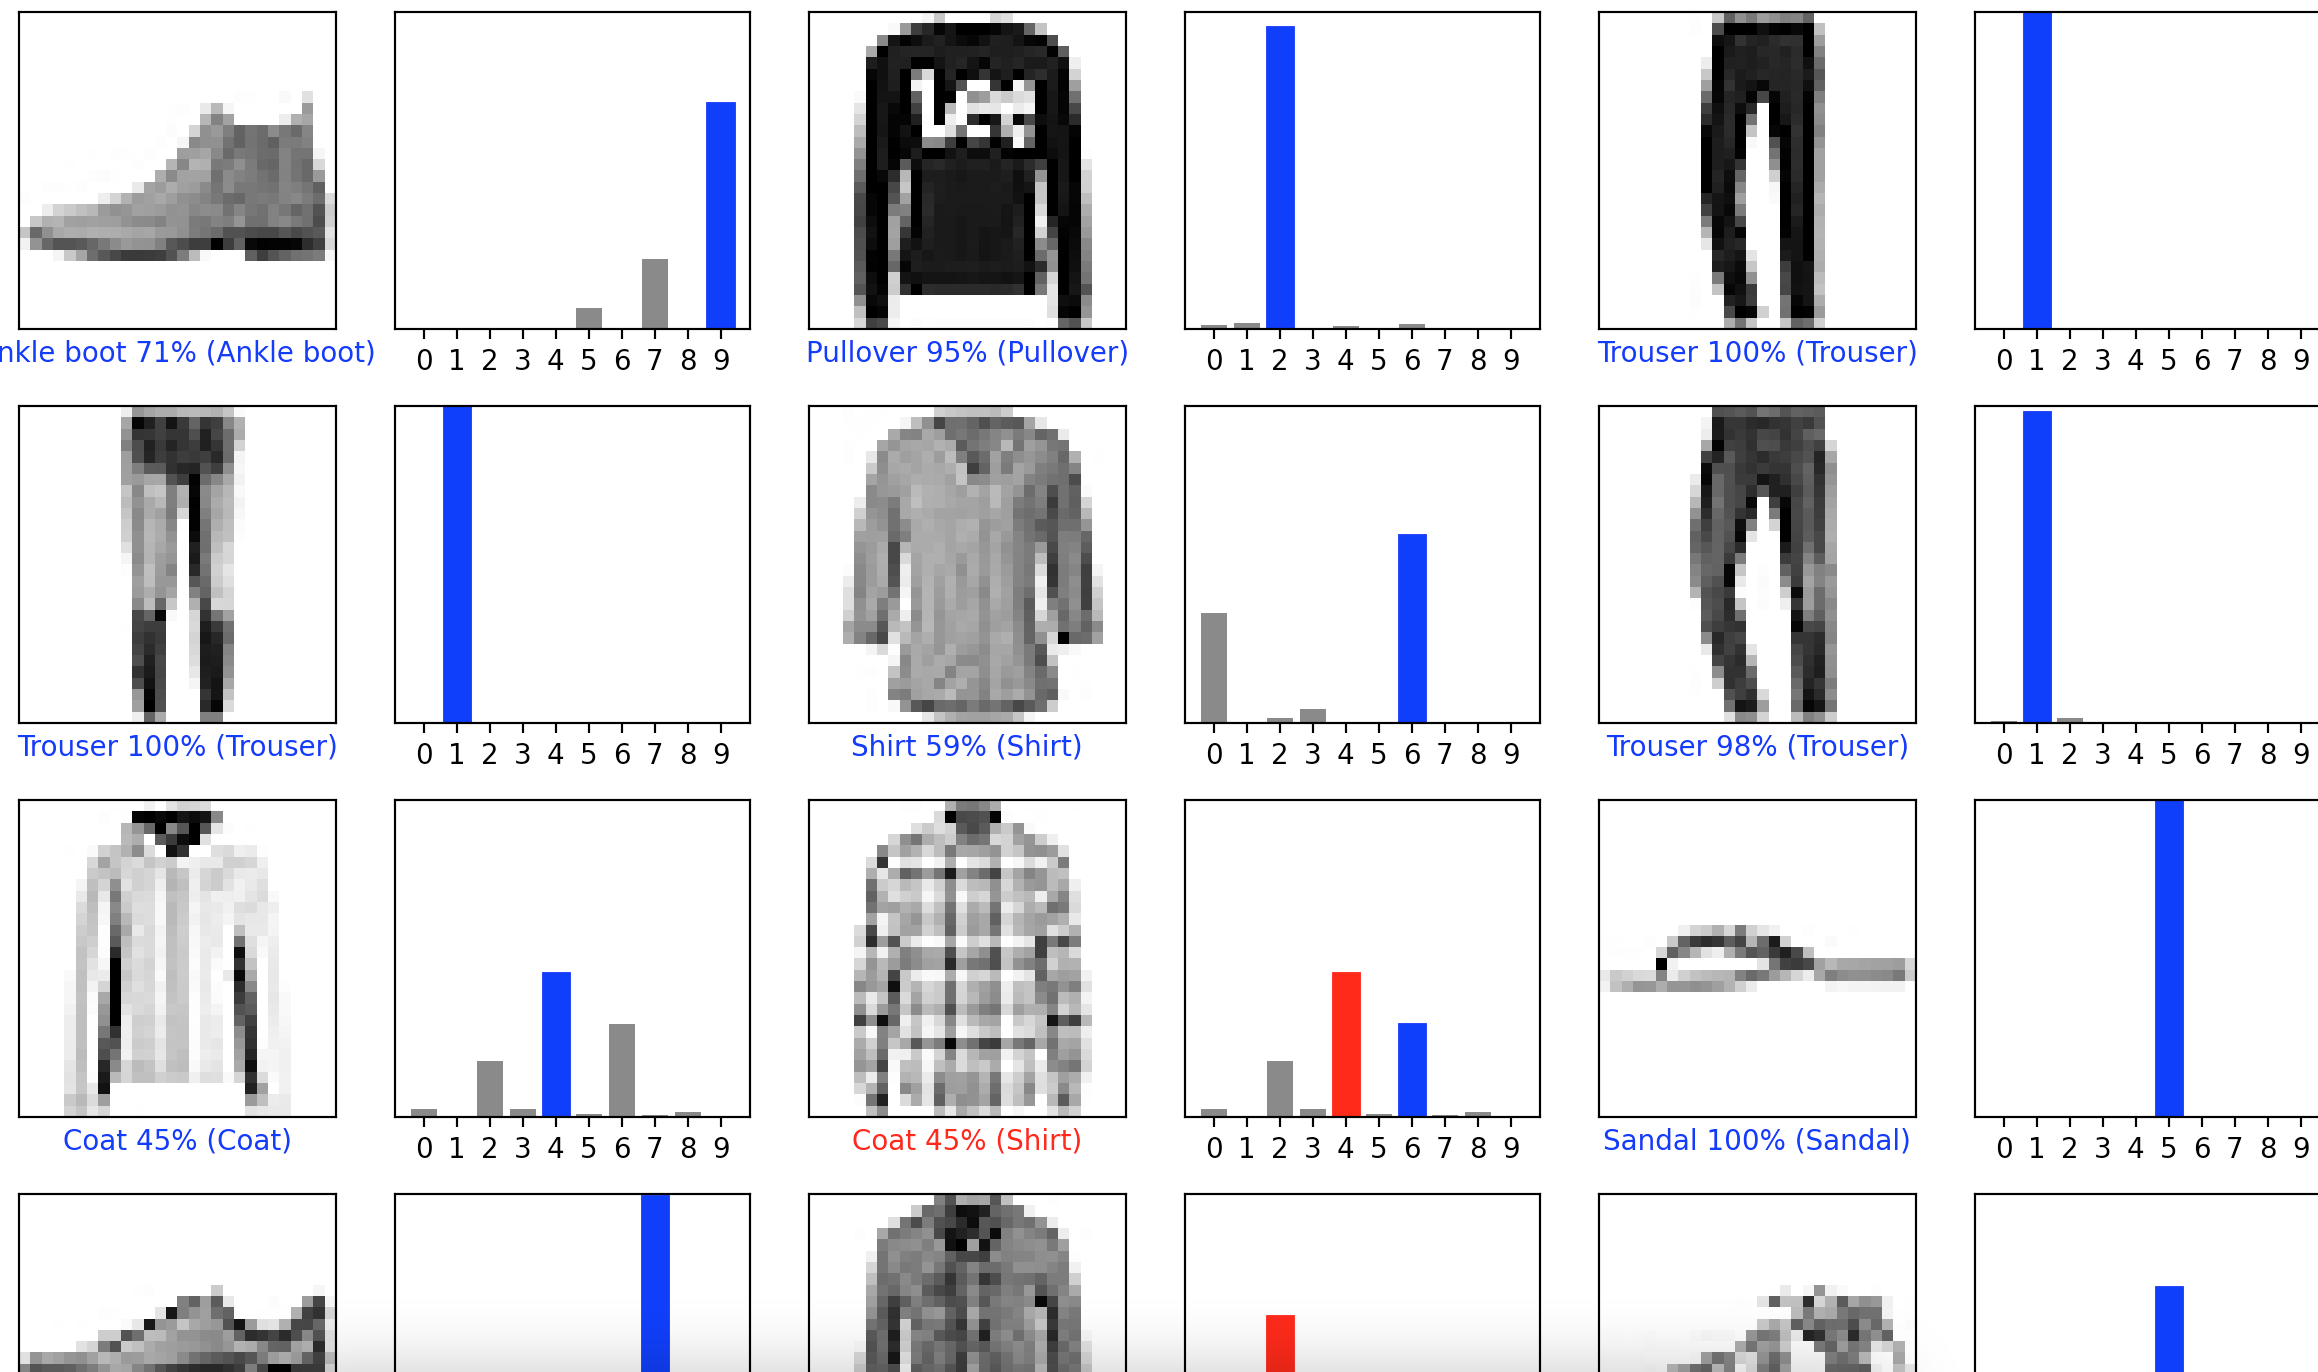 nkle boot 71% (Ankle boot)
0 1 2 3 4 5 6 7 8 9
Pullover 95% (Pullover)
0 1 2 3 4 5 6 7 8 9
Trouser 100% (Trouser)
0 1 2 3 4 5 6 7 8 9
Trouser 100% (Trouser)
0 1 2 3 4 5 6 7 8 9
Shirt 59% (Shirt)
0 1 2 3 4 5 6 7 8 9
Trouser 98% (Trouser)
0 1 2 3 4 5 6 7 8 9
Coat 45% (Coat)
0 1 2 3 4 5 6 7 8 9
Coat 45% (Shirt)
0 1 2 3 4 5 6 7 8 9
Sandal 100% (Sandal)
0 1 2 3 4 5 6 7 8 9